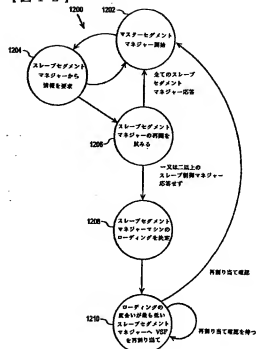 1200
1202
マスターセグメント
マネジャー開始
1204
スレーブセグメント
マネジャーから
情報を要求
全てのスレーブ
セグメント
マネジャー応答
スレーブセグメント
マネジャーの再開を
試みる
1206
一又は二以上の
スレーブ制御マネジャー
応答せず
1208
スレーブセグメント
マネジャーマシンの
ローディングを決定
再割り当て確認
1210
ローディングの
度合いが最も低い
スレーブセグメント
マネジャーへ VSP
を再割り当て
再割り当て確認を待つ